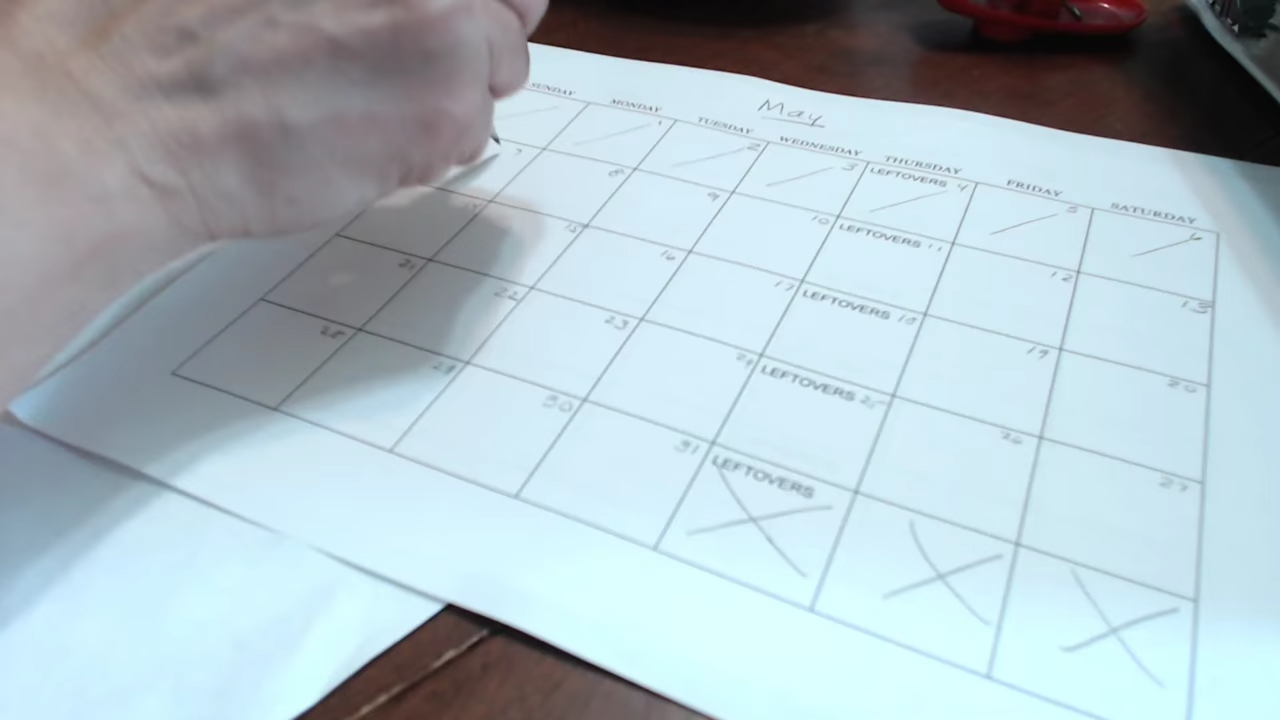 May
SUNDAY MONDAY TUESDAY WEDNESDAY THURSDAY FRIDAY SATURDAY
1 2 3 LEFTOVERS 4 5 6
7 8 9 10 LEFTOVERS 11 12 13
14 15 16 17 LEFTOVERS 18 19 20
21 22 23 24 LEFTOVERS 25 26 27
28 29 30 31 LEFTOVERS